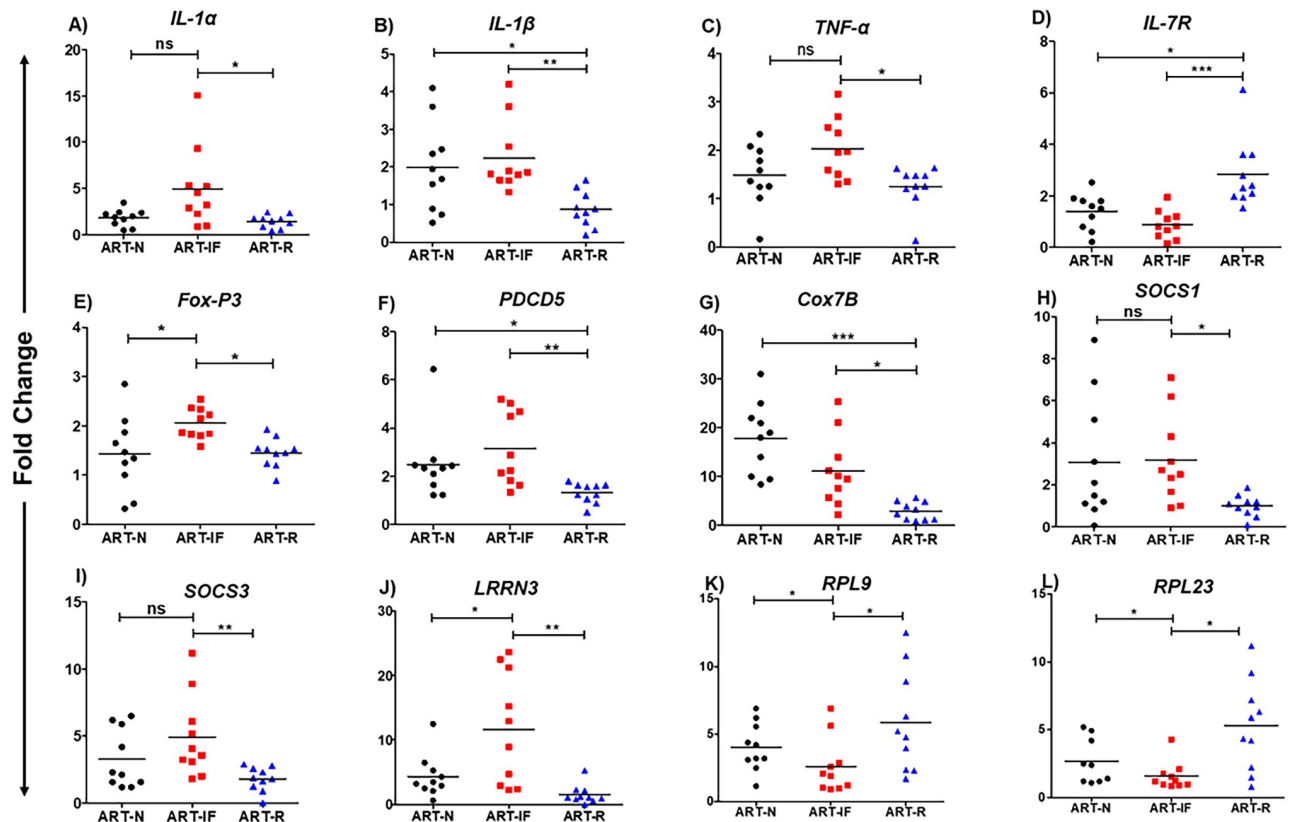 Fold Change
A) IL-1α
ns
*
20
15
10
5
0
ART-N ART-IF ART-R
B) IL-1β
*
**
5
4
3
2
1
0
ART-N ART-IF ART-R
C) TNF-α
ns
*
4
3
2
1
0
ART-N ART-IF ART-R
D) IL-7R
*
***
8
6
4
2
0
ART-N ART-IF ART-R
E) Fox-P3
*
*
4
3
2
1
0
ART-N ART-IF ART-R
F) PDCD5
*
**
8
6
4
2
0
ART-N ART-IF ART-R
G) Cox7B
***
*
40
30
20
10
0
ART-N ART-IF ART-R
H) SOCS1
ns
*
10
8
6
4
2
0
ART-N ART-IF ART-R
I) SOCS3
ns
**
15
10
5
0
ART-N ART-IF ART-R
J) LRRN3
*
**
30
20
10
0
ART-N ART-IF ART-R
K) RPL9
*
*
15
10
5
0
ART-N ART-IF ART-R
L) RPL23
*
*
15
10
5
0
ART-N ART-IF ART-R